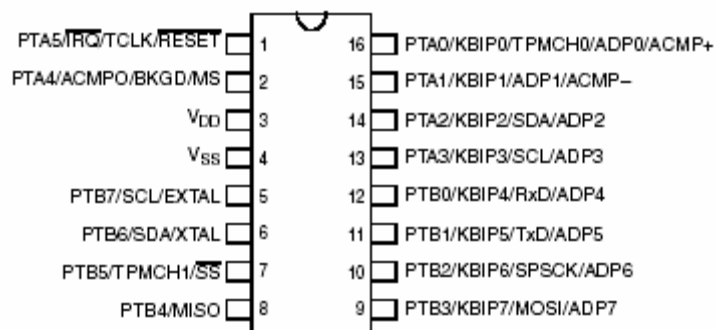 PTA5/IRQ/TCLK/RESET 1 16 PTA0/KBIP0/TPMCH0/ADP0/ACMP+
PTA4/ACMPO/BKGD/MS 2 15 PTA1/KBIP1/ADP1/ACMP–
VDD 3 14 PTA2/KBIP2/SDA/ADP2
VSS 4 13 PTA3/KBIP3/SCL/ADP3
PTB7/SCL/EXTAL 5 12 PTB0/KBIP4/RxD/ADP4
PTB6/SDA/XTAL 6 11 PTB1/KBIP5/TxD/ADP5
PTB5/TPMCH1/SS 7 10 PTB2/KBIP6/SPSCK/ADP6
PTB4/MISO 8 9 PTB3/KBIP7/MOSI/ADP7